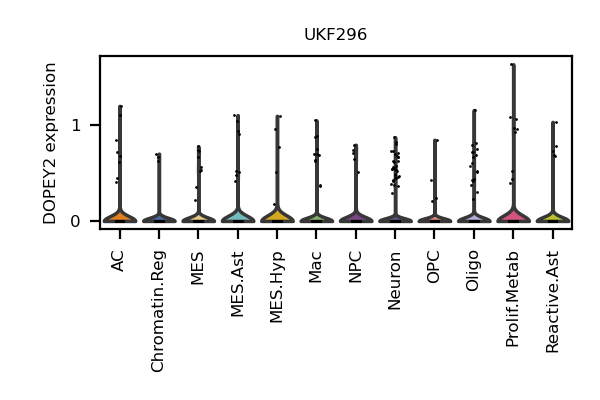 UKF296
DOPEY2 expression
1
0
AC
Chromatin.Reg
MES
MES.Ast
MES.Hyp
Mac
NPC
Neuron
OPC
Oligo
Prolif.Metab
Reactive.Ast